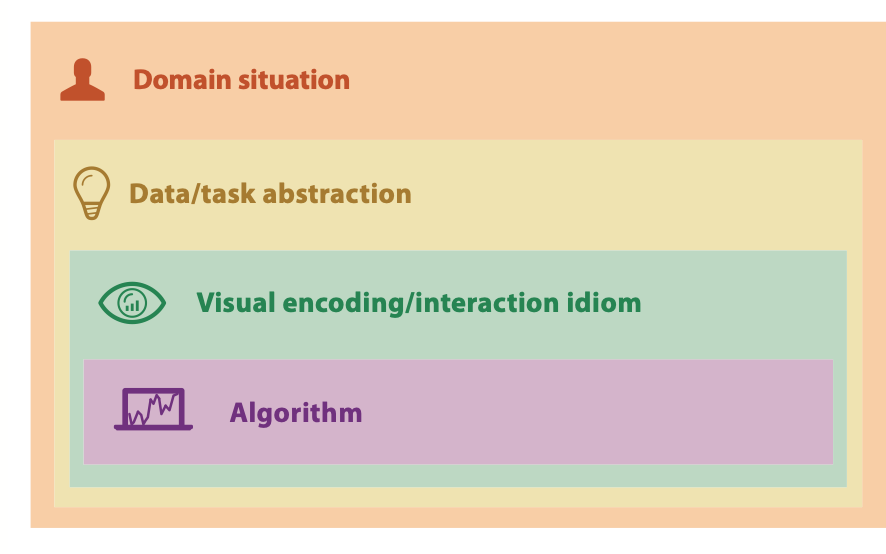 Domain situation
Data/task abstraction
Visual encoding/interaction idiom
Algorithm